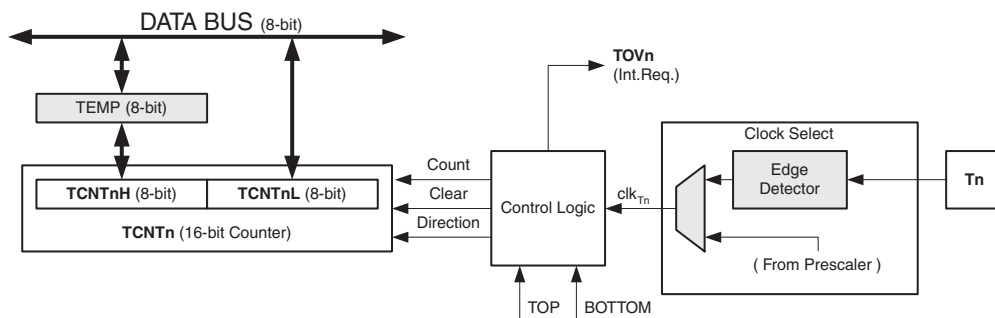 DATA BUS (8-bit)
TOVn
(Int.Req.)
TEMP (8-bit)
Clock Select
Count
Edge
Detector
Tn
TCNTnH (8-bit)
TCNTnL (8-bit)
Clear
Control Logic
clkTn
TCNTn (16-bit Counter)
Direction
( From Prescaler )
TOP
BOTTOM